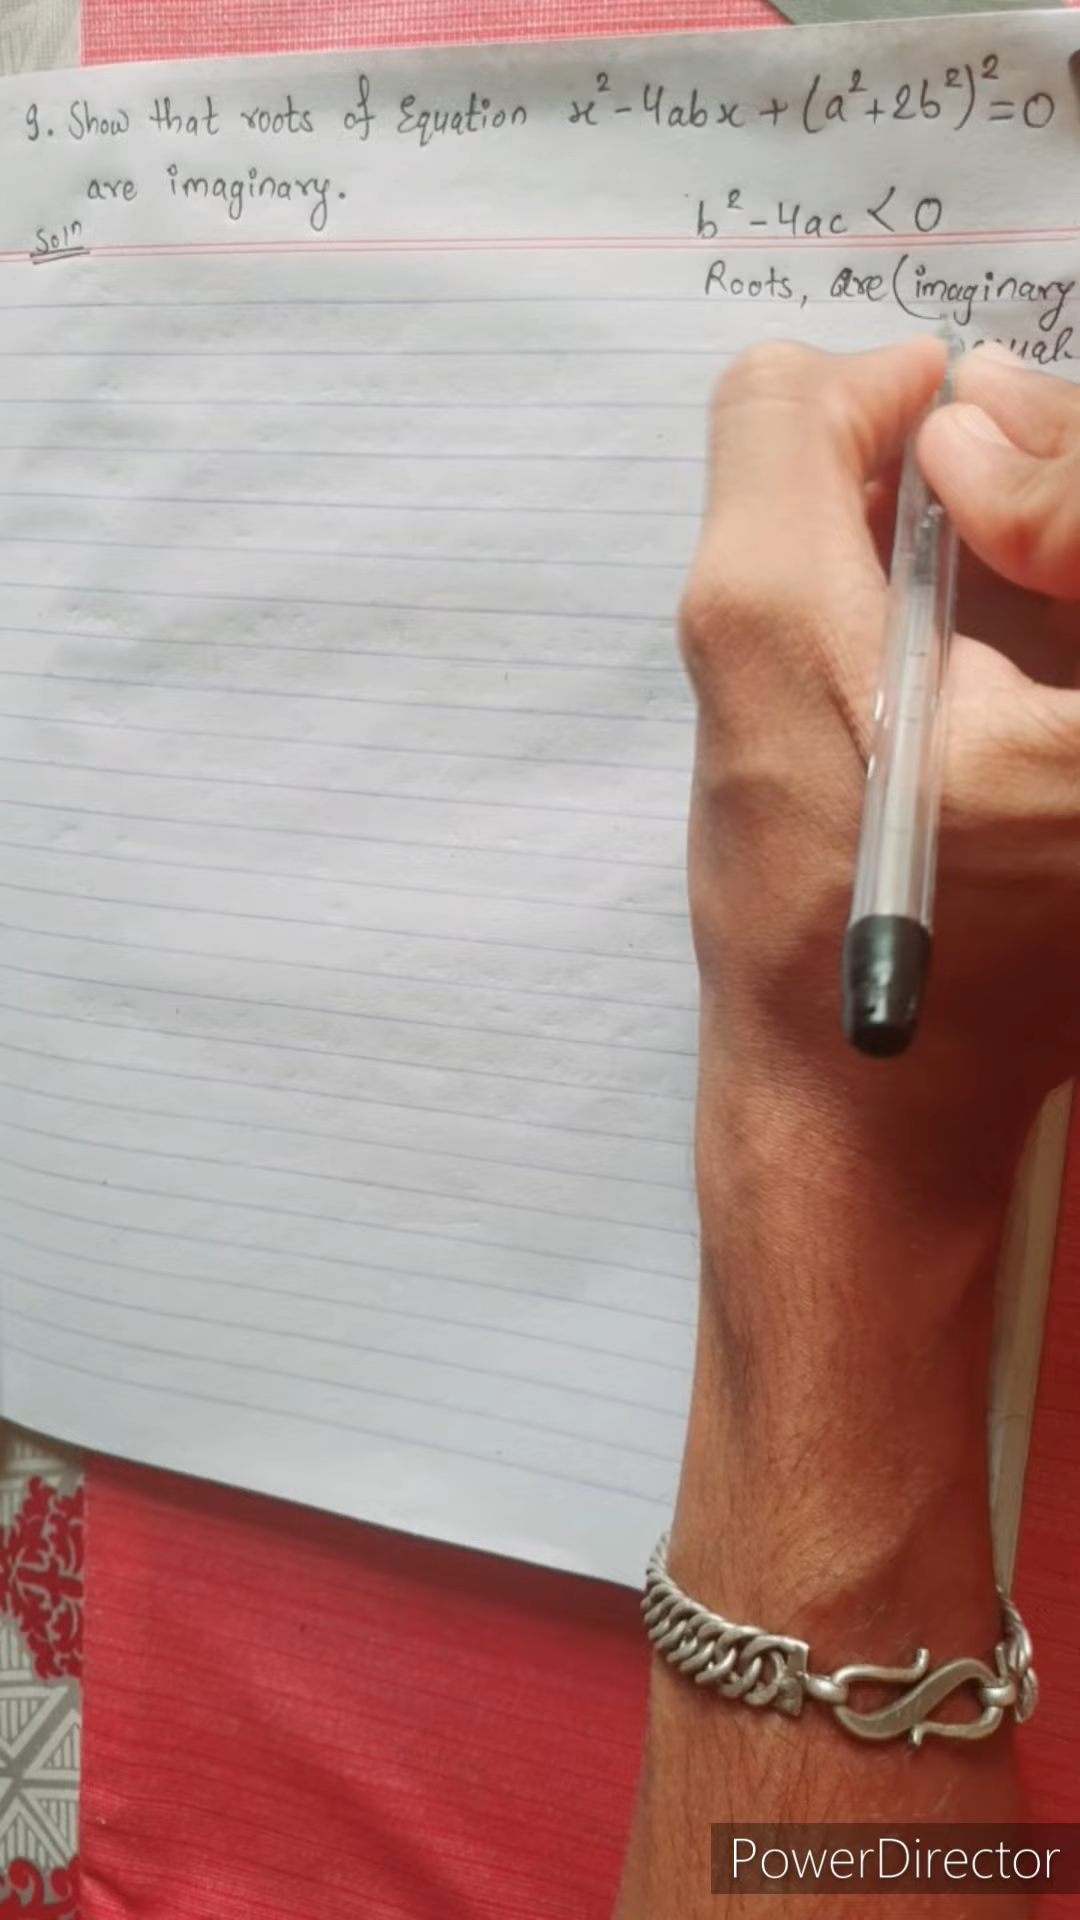 9. Show that roots of Equation x² - 4abx + (a² + 2b²)² = 0
are imaginary.
Soln
b² - 4ac < 0
Roots, are (imaginary
PowerDirector